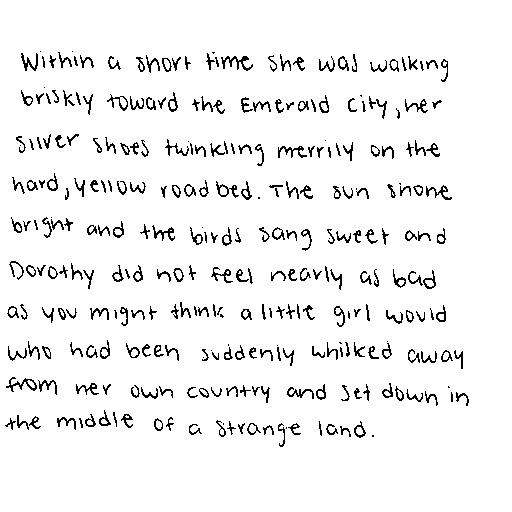 Within a short time she was walking
briskly toward the Emerald City, her
silver shoes twinkling merrily on the
hard, yellow roadbed. The sun shone
bright and the birds sang sweet and
Dorothy did not feel nearly as bad
as you might think a little girl would
who had been suddenly whisked away
from her own country and set down in
the middle of a strange land.